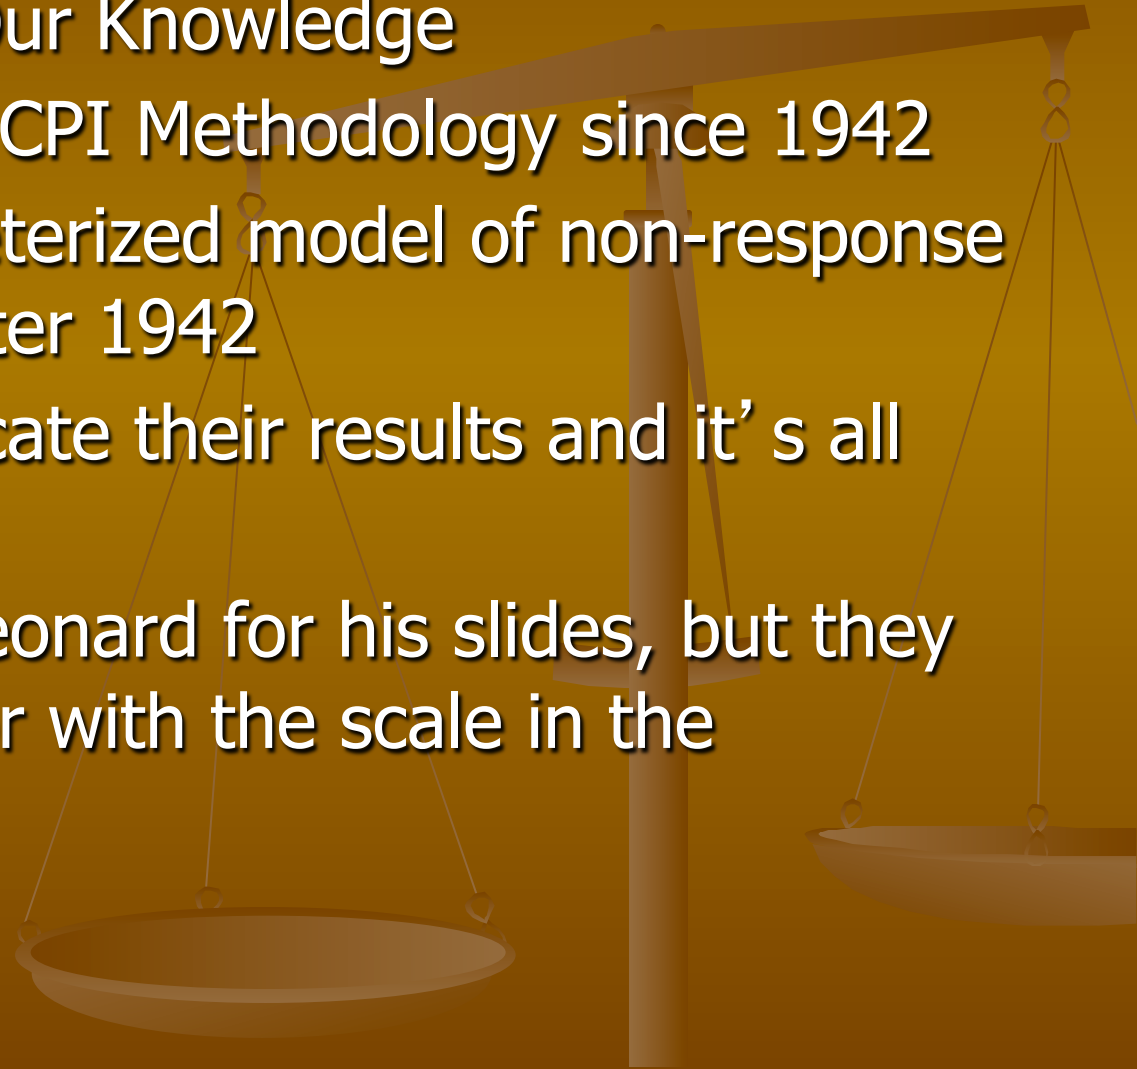 ur Knowledge
CPI Methodology since 1942
terized model of non-response
ter 1942
cate their results and it’s all
eonard for his slides, but they
r with the scale in the